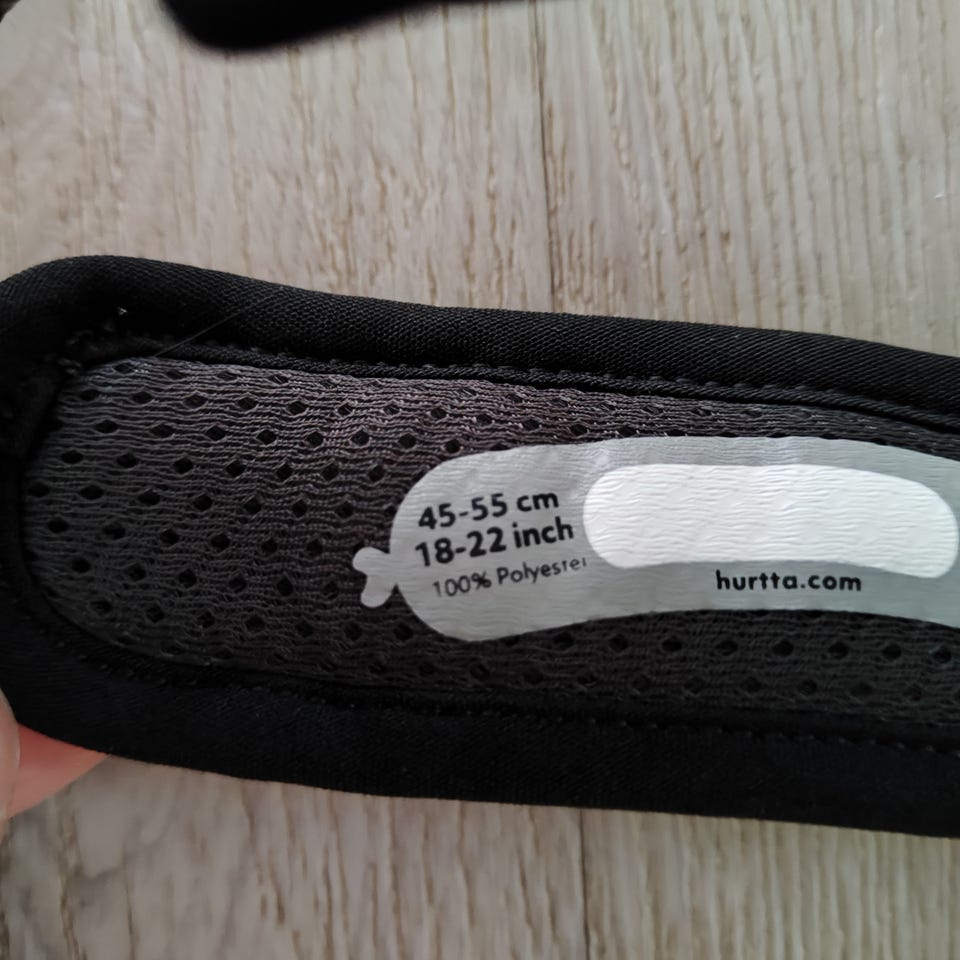 45-55 cm
18-22 inch
100% Polyester
hurtta.com